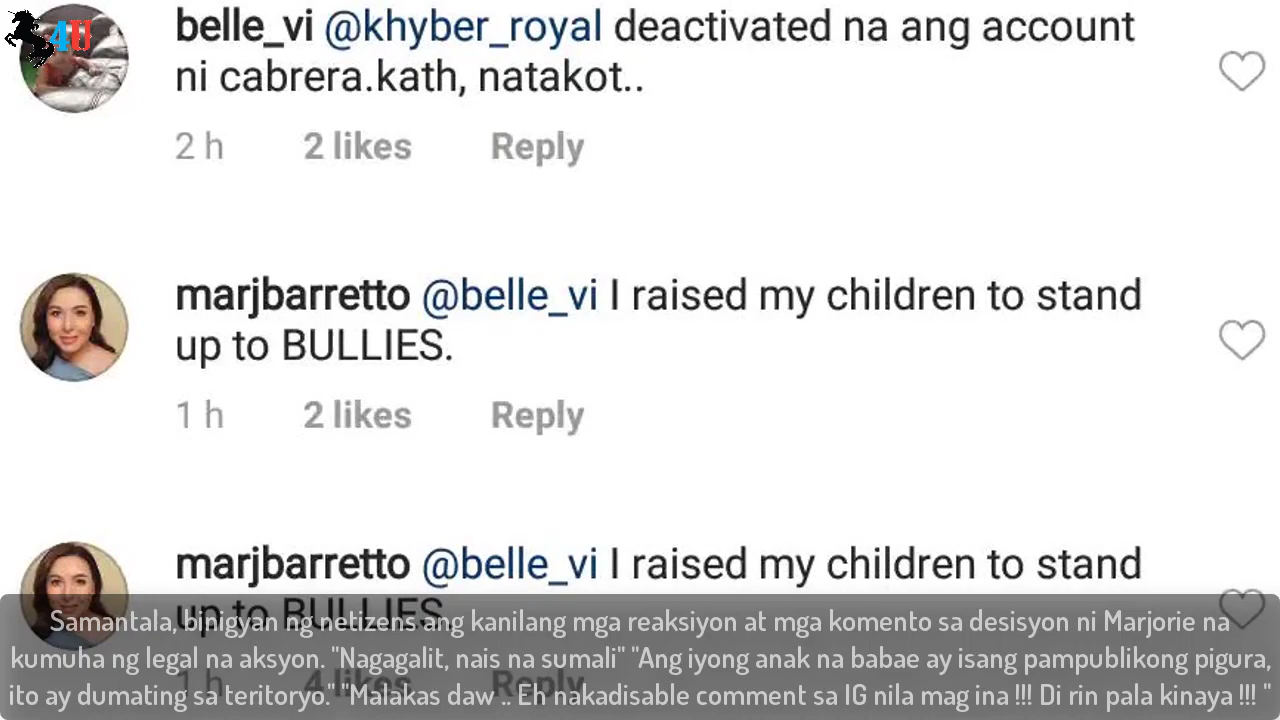 4U
belle_vi @khyber_royal deactivated na ang account
ni cabrera.kath, natakot..
2 h 2 likes Reply
marjbarretto @belle_vi I raised my children to stand
up to BULLIES.
1 h 2 likes Reply
marjbarretto @belle_vi I raised my children to stand
up to BULLIES.
Samantala, binigyan ng netizens ang kanilang mga reaksiyon at mga komento sa desisyon ni Marjorie na
kumuha ng legal na aksyon. "Nagagalit, nais na sumali" "Ang iyong anak na babae ay isang pampublikong pigura,
1 h 4 likes Reply
ito ay dumating sa teritoryo." "Malakas daw .. Eh nakadisable comment sa IG nila mag ina !!! Di rin pala kinaya !!! "